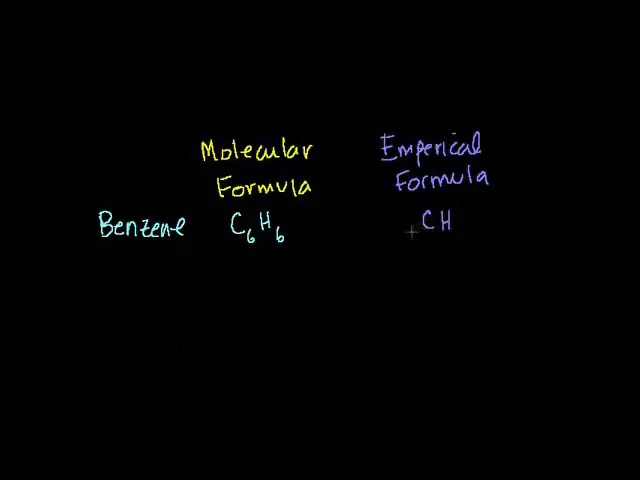 Molecular Emperical
Formula Formula
Benzene C₆H₆ CH